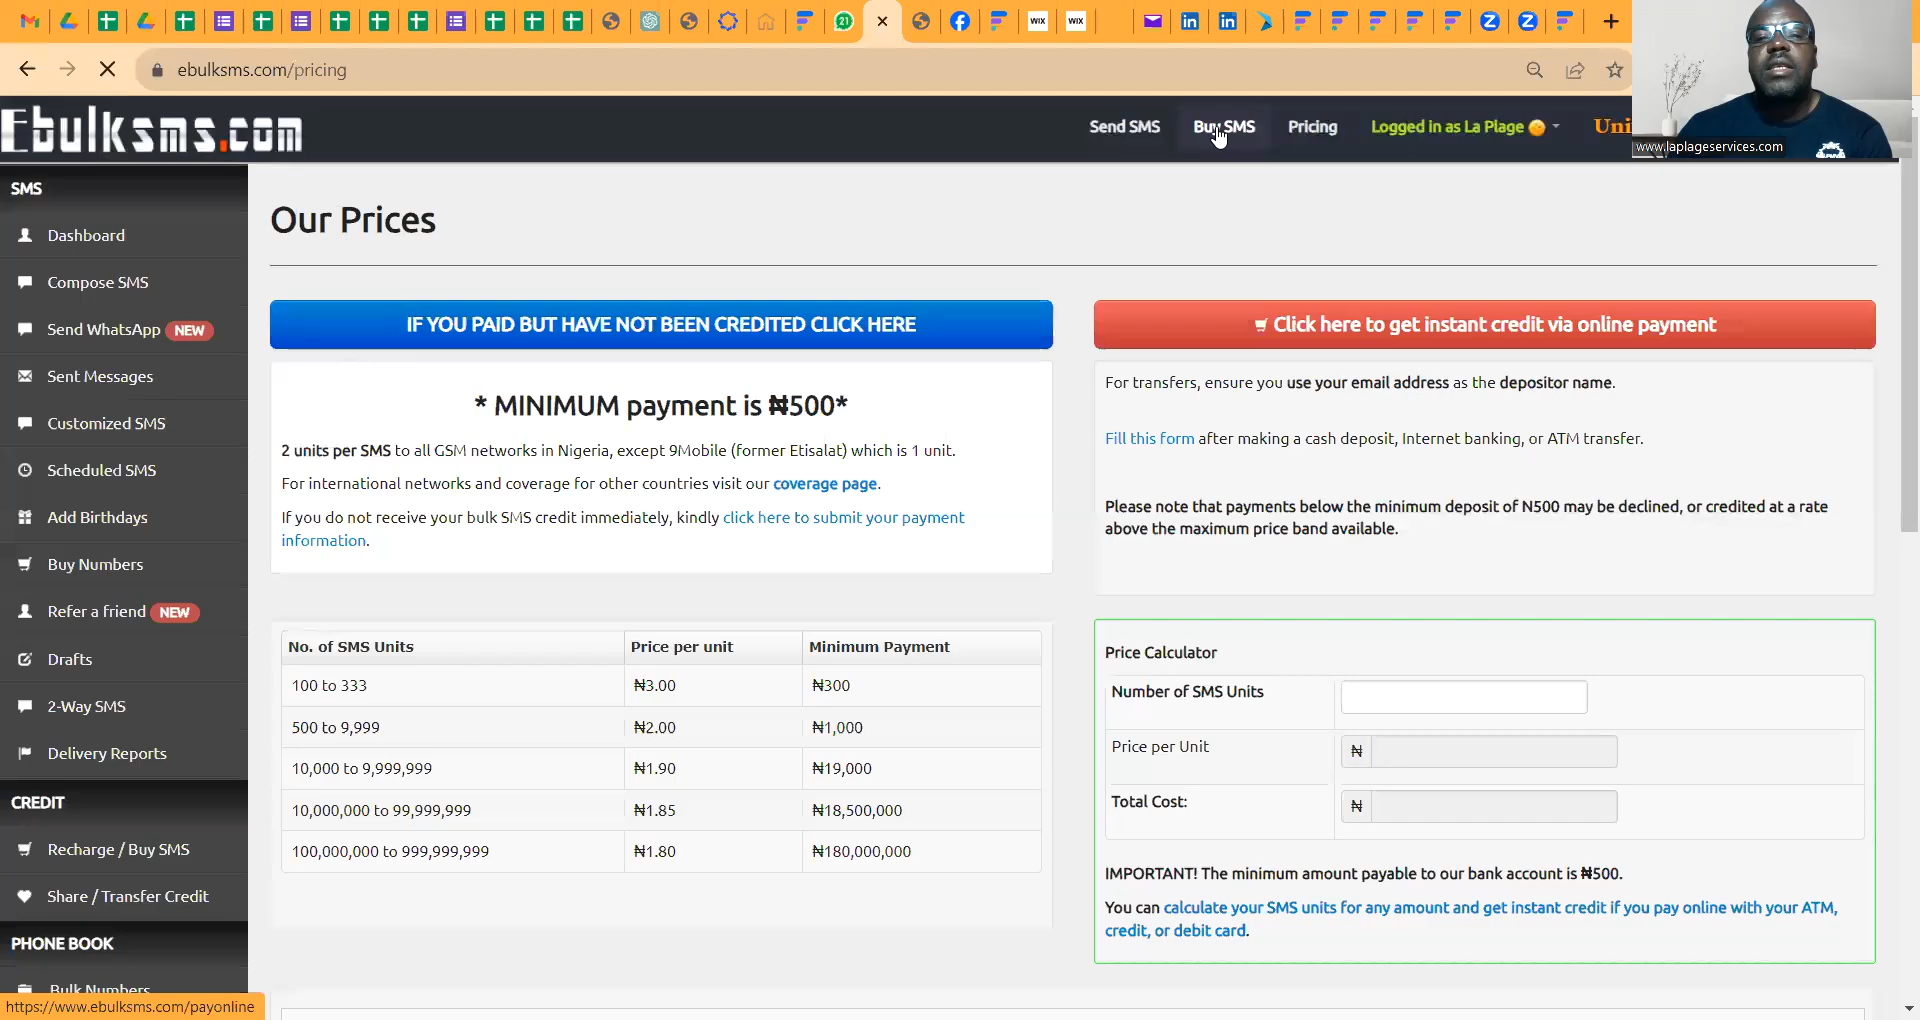 21
WIX
WIX
ebulksms.com/pricing
Ebulksms.com
Send SMS
Buy SMS
Pricing
Logged in as La Plage
Uni
www.laplageservices.com
SMS
Dashboard
Compose SMS
Send WhatsApp NEW
Sent Messages
Customized SMS
Scheduled SMS
Add Birthdays
Buy Numbers
Refer a friend NEW
Drafts
2-Way SMS
Delivery Reports
CREDIT
Recharge / Buy SMS
Share / Transfer Credit
PHONE BOOK
Bulk Numbers
https://www.ebulksms.com/payonline
Our Prices
IF YOU PAID BUT HAVE NOT BEEN CREDITED CLICK HERE
* MINIMUM payment is ₦500*
2 units per SMS to all GSM networks in Nigeria, except 9Mobile (former Etisalat) which is 1 unit.
For international networks and coverage for other countries visit our coverage page.
If you do not receive your bulk SMS credit immediately, kindly click here to submit your payment
information.
Click here to get instant credit via online payment
For transfers, ensure you use your email address as the depositor name.
Fill this form after making a cash deposit, Internet banking, or ATM transfer.
Please note that payments below the minimum deposit of N500 may be declined, or credited at a rate
above the maximum price band available.
No. of SMS Units Price per unit Minimum Payment
100 to 333 ₦3.00 ₦300
500 to 9,999 ₦2.00 ₦1,000
10,000 to 9,999,999 ₦1.90 ₦19,000
10,000,000 to 99,999,999 ₦1.85 ₦18,500,000
100,000,000 to 999,999,999 ₦1.80 ₦180,000,000
Price Calculator
Number of SMS Units
Price per Unit ₦
Total Cost: ₦
IMPORTANT! The minimum amount payable to our bank account is ₦500.
You can calculate your SMS units for any amount and get instant credit if you pay online with your ATM,
credit, or debit card.